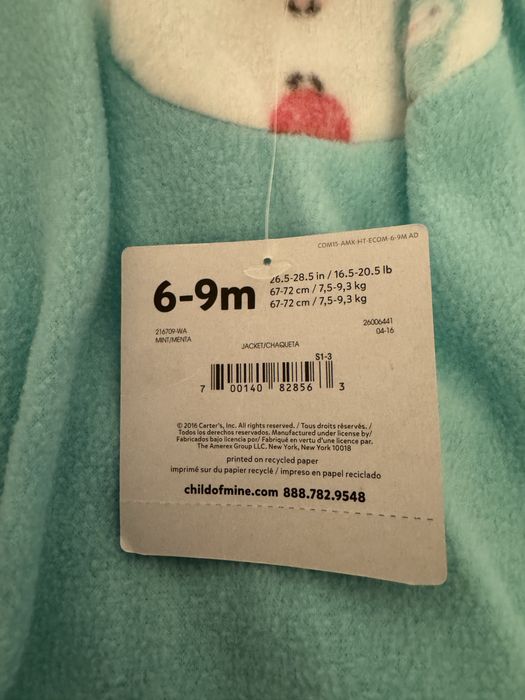 COM15-AMX-HT-ECOM-6-9M AD
6-9m
26.5-28.5 in / 16.5-20.5 lb
67-72 cm / 7,5-9,3 kg
67-72 cm / 7,5-9,3 kg
216709-WA
MINT/MENTA
26006441
04-16
JACKET/CHAQUETA
S1-3
7 00140 82856 3
© 2016 Carter's, Inc. All rights reserved. / Tous droits réservés. /
Todos los derechos reservados. Manufactured under license by/
Fabricados bajo licencia por/ Fabriqué en vertu d'une licence par.
The Amerex Group LLC. New York, New York 10018
printed on recycled paper
imprimé sur du papier recyclé / impreso en papel reciclado
childofmine.com 888.782.9548